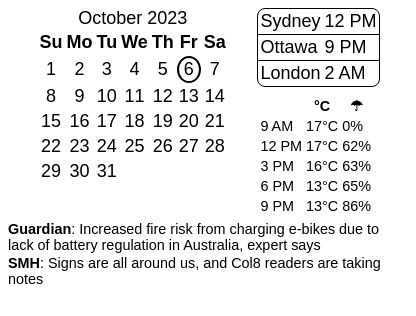 October 2023
Su Mo Tu We Th Fr Sa
1 2 3 4 5 6 7
8 9 10 11 12 13 14
15 16 17 18 19 20 21
22 23 24 25 26 27 28
29 30 31
Sydney 12 PM
Ottawa 9 PM
London 2 AM
°C ☂
9 AM 17°C 0%
12 PM 17°C 62%
3 PM 16°C 63%
6 PM 13°C 65%
9 PM 13°C 86%
Guardian: Increased fire risk from charging e-bikes due to
lack of battery regulation in Australia, expert says
SMH: Signs are all around us, and Col8 readers are taking
notes